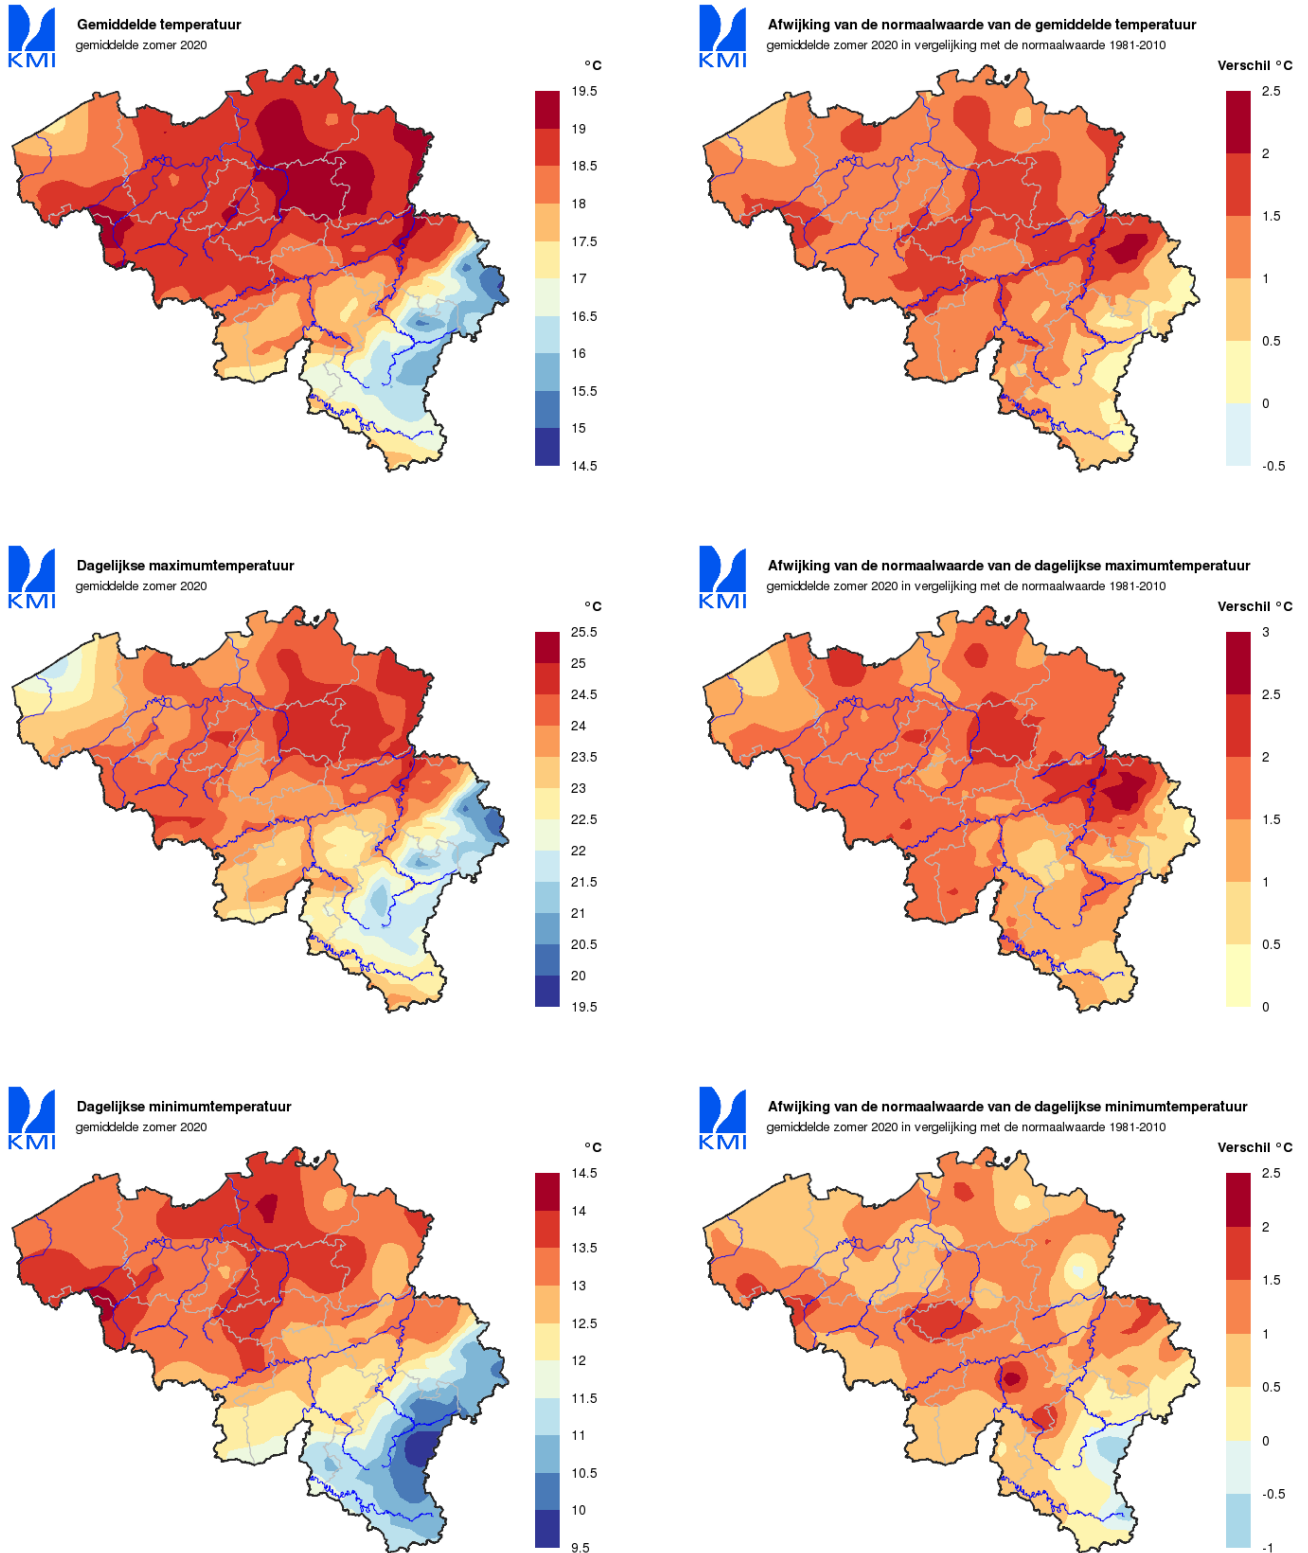 KMI
Gemiddelde temperatuur
gemiddelde zomer 2020
°C
19.5
19
18.5
18
17.5
17
16.5
16
15.5
15
14.5
KMI
Afwijking van de normaalwaarde van de gemiddelde temperatuur
gemiddelde zomer 2020 in vergelijking met de normaalwaarde 1981-2010
Verschil °C
2.5
2
1.5
1
0.5
0
-0.5
KMI
Dagelijkse maximumtemperatuur
gemiddelde zomer 2020
°C
25.5
25
24.5
24
23.5
23
22.5
22
21.5
21
20.5
20
19.5
KMI
Afwijking van de normaalwaarde van de dagelijkse maximumtemperatuur
gemiddelde zomer 2020 in vergelijking met de normaalwaarde 1981-2010
Verschil °C
3
2.5
2
1.5
1
0.5
0
KMI
Dagelijkse minimumtemperatuur
gemiddelde zomer 2020
°C
14.5
14
13.5
13
12.5
12
11.5
11
10.5
10
9.5
KMI
Afwijking van de normaalwaarde van de dagelijkse minimumtemperatuur
gemiddelde zomer 2020 in vergelijking met de normaalwaarde 1981-2010
Verschil °C
2.5
2
1.5
1
0.5
0
-0.5
-1